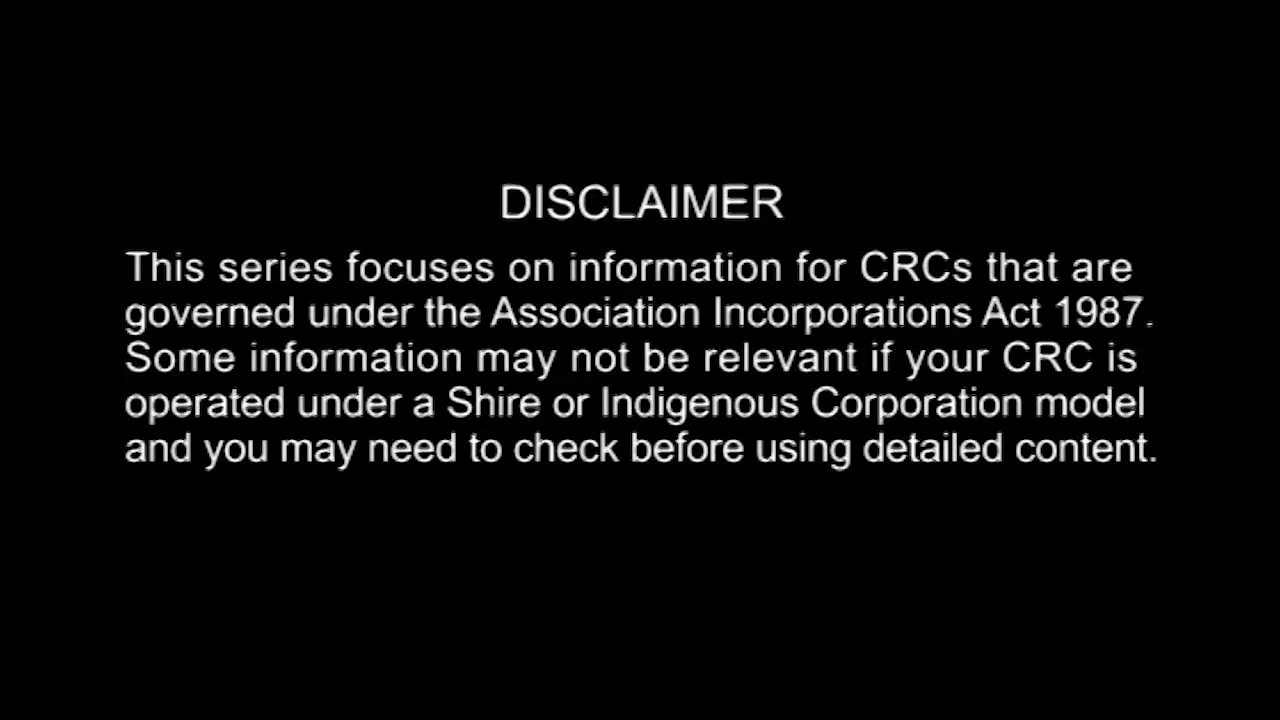 DISCLAIMER
This series focuses on information for CRCs that are
governed under the Association Incorporations Act 1987.
Some information may not be relevant if your CRC is
operated under a Shire or Indigenous Corporation model
and you may need to check before using detailed content.